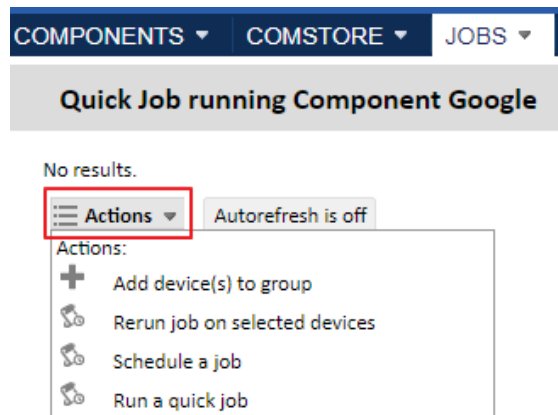 COMPONENTS COMSTORE JOBS
Quick Job running Component Google
No results.
Actions Autorefresh is off
Actions:
Add device(s) to group
Rerun job on selected devices
Schedule a job
Run a quick job